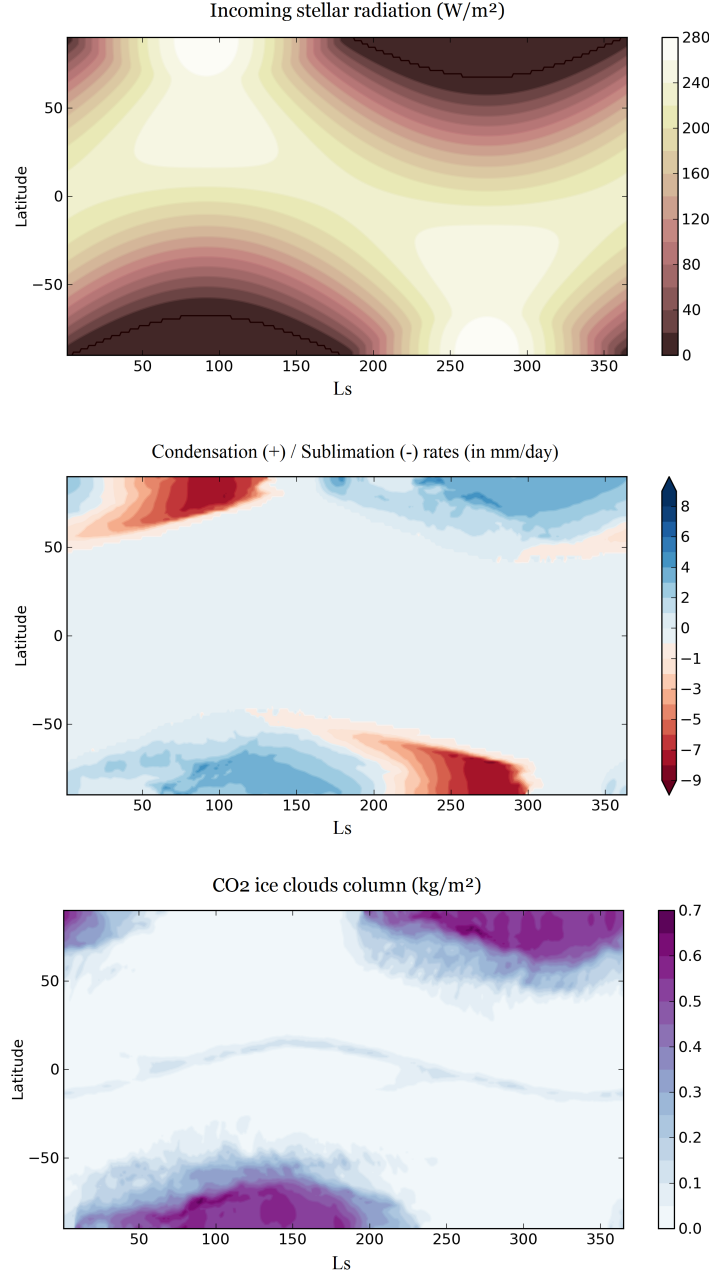 Incoming stellar radiation (W/m²)
280
240
200
160
120
80
40
0
50
0
−50
Latitude
50 100 150 200 250 300 350
Ls
Condensation (+) / Sublimation (-) rates (in mm/day)
8
6
4
2
0
−1
−3
−5
−7
−9
50
0
−50
Latitude
50 100 150 200 250 300 350
Ls
CO2 ice clouds column (kg/m²)
0.7
0.6
0.5
0.4
0.3
0.2
0.1
0.0
50
0
−50
Latitude
50 100 150 200 250 300 350
Ls